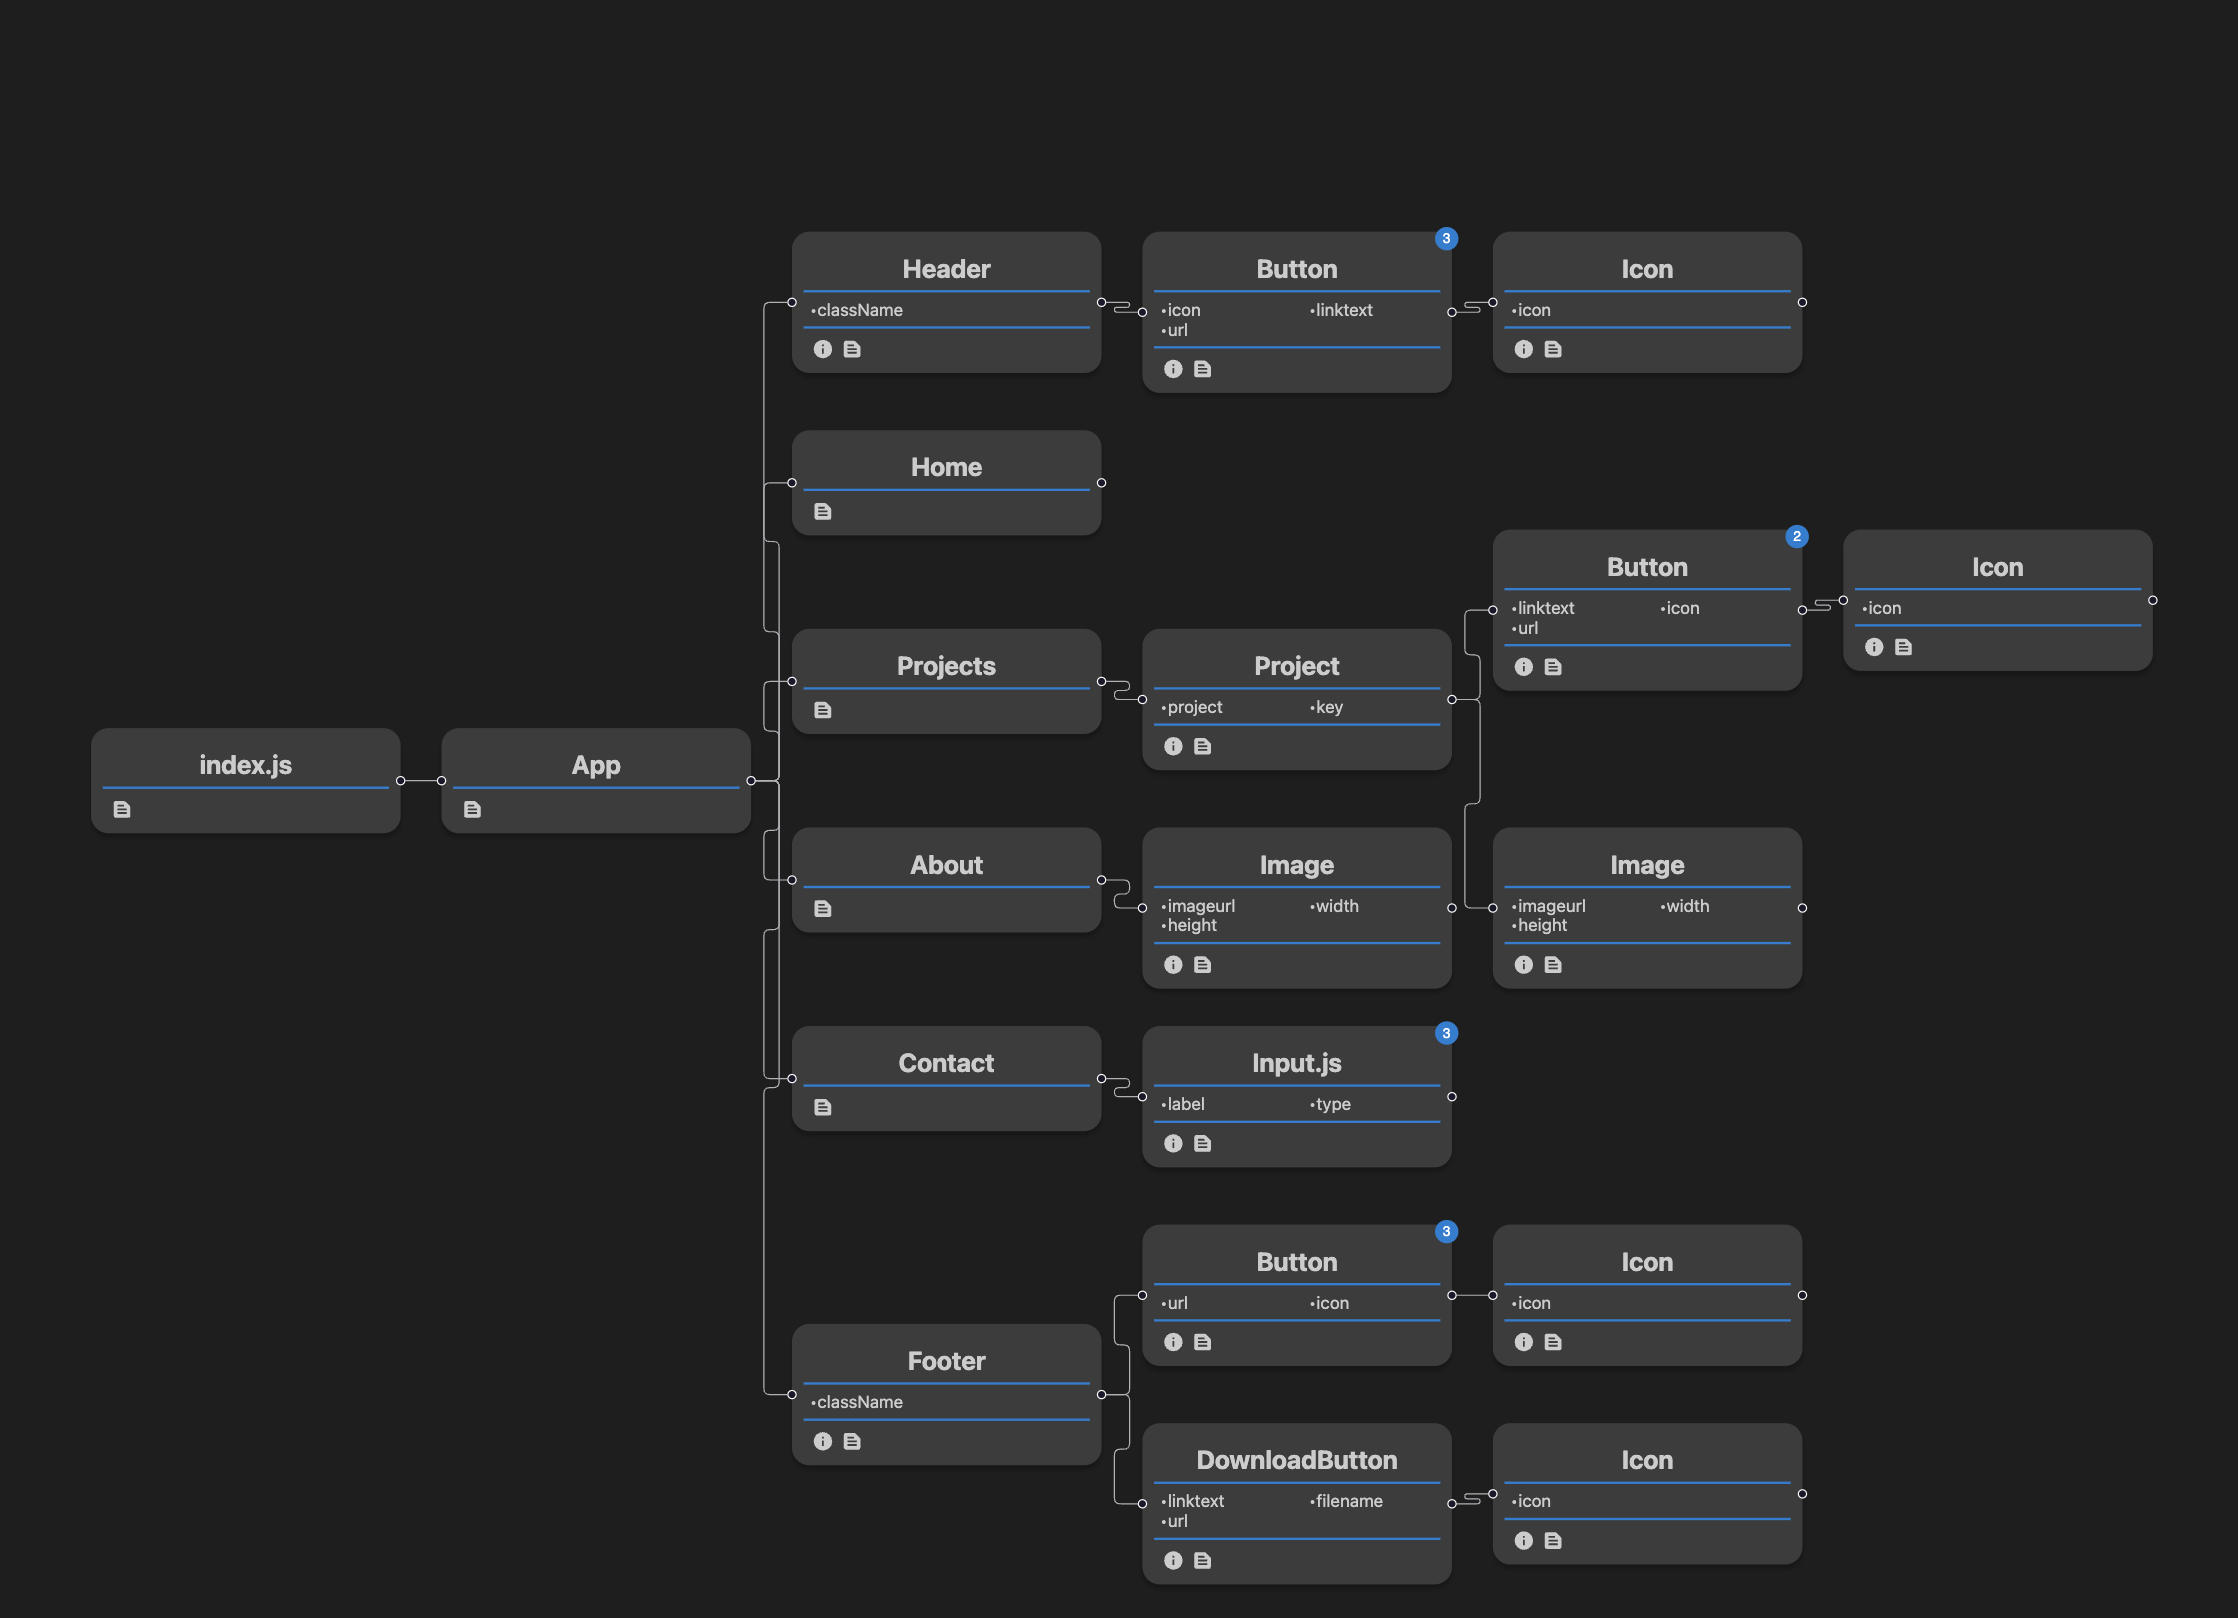 3
Header
Button
Icon
•className
•icon
•linktext
•icon
•url
Home
2
Button
Icon
•linktext
•icon
•icon
•url
Projects
Project
•project
•key
index.js
App
About
Image
Image
•imageurl
•width
•imageurl
•width
•height
•height
3
Contact
Input.js
•label
•type
3
Button
Icon
•url
•icon
•icon
Footer
•className
DownloadButton
Icon
•linktext
•filename
•icon
•url